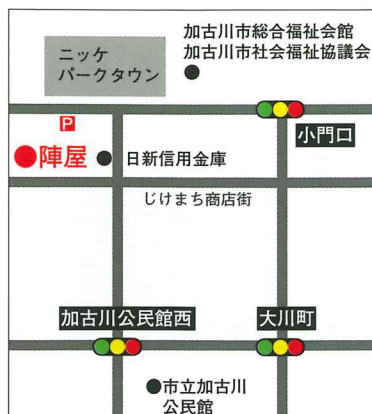 加古川市総合福祉会館
加古川市社会福祉協議会
ニッケ
パークタウン
P
小門口
陣屋
日新信用金庫
じけまち商店街
加古川公民館西
大川町
市立加古川
公民館